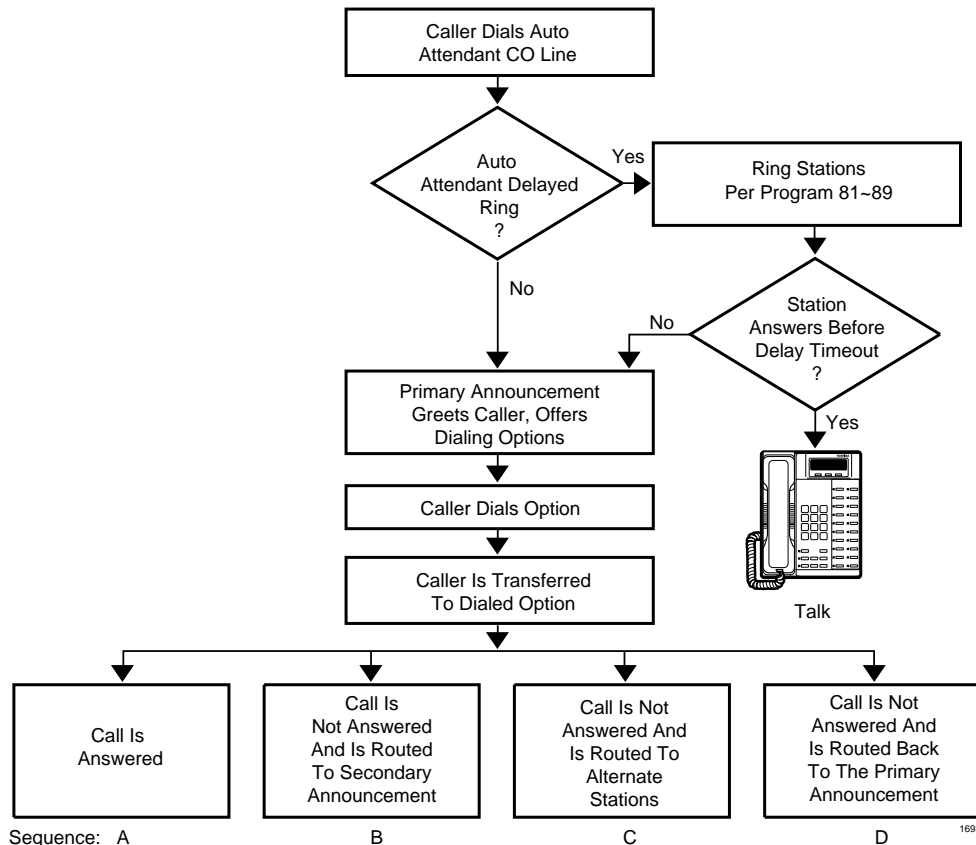 Caller Dials Auto
Attendant CO Line
Auto
Attendant Delayed
Ring
?
Yes
Ring Stations
Per Program 81~89
No
Station
Answers Before
Delay Timeout
?
No
Yes
Primary Announcement
Greets Caller, Offers
Dialing Options
Caller Dials Option
Caller Is Transferred
To Dialed Option
Talk
Call Is
Answered
Call Is
Not Answered
And Is Routed
To Secondary
Announcement
Call Is Not
Answered And
Is Routed To
Alternate
Stations
Call Is Not
Answered And
Is Routed Back
To The Primary
Announcement
Sequence: A
B
C
D